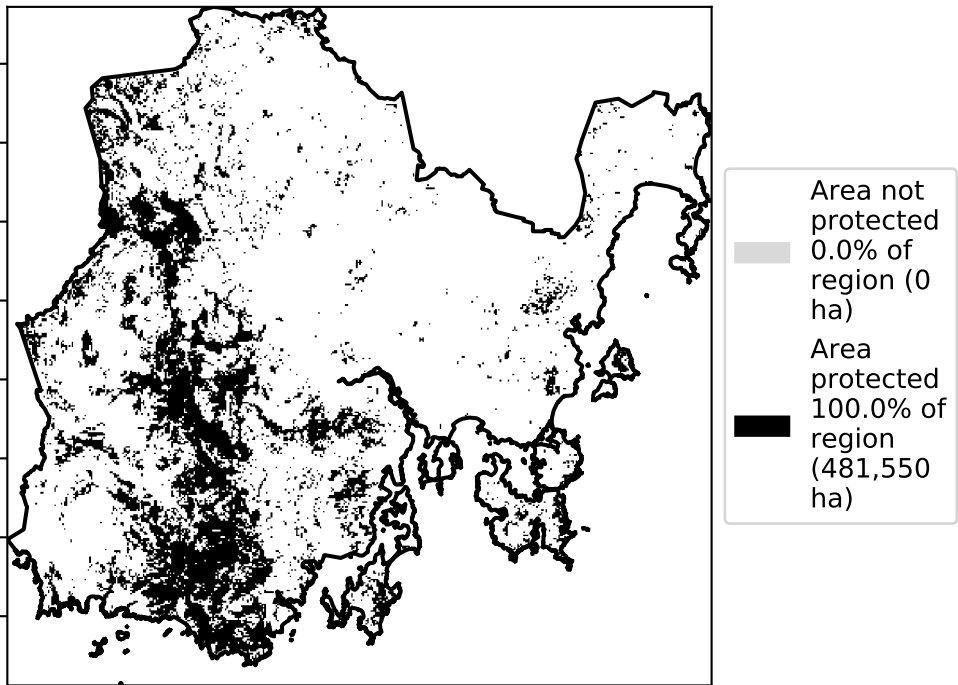 Area not
protected
0.0% of
region (0
ha)
Area
protected
100.0% of
region
(481,550
ha)